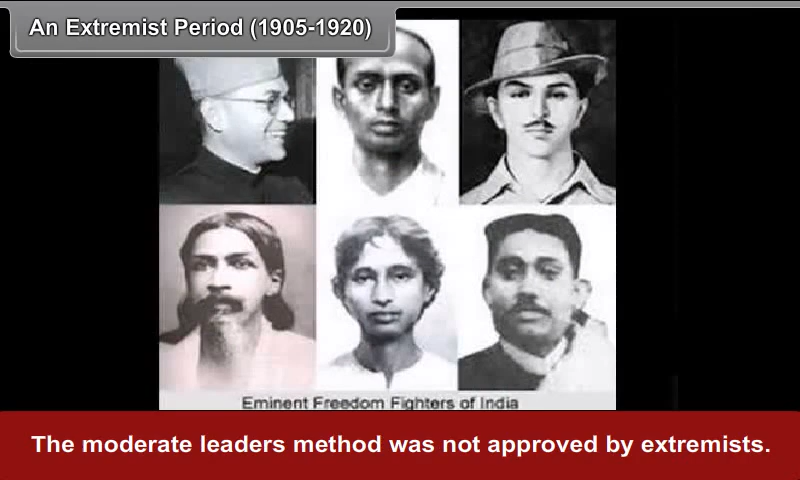 An Extremist Period (1905-1920)
Eminent Freedom Fighters of India
The moderate leaders method was not approved by extremists.